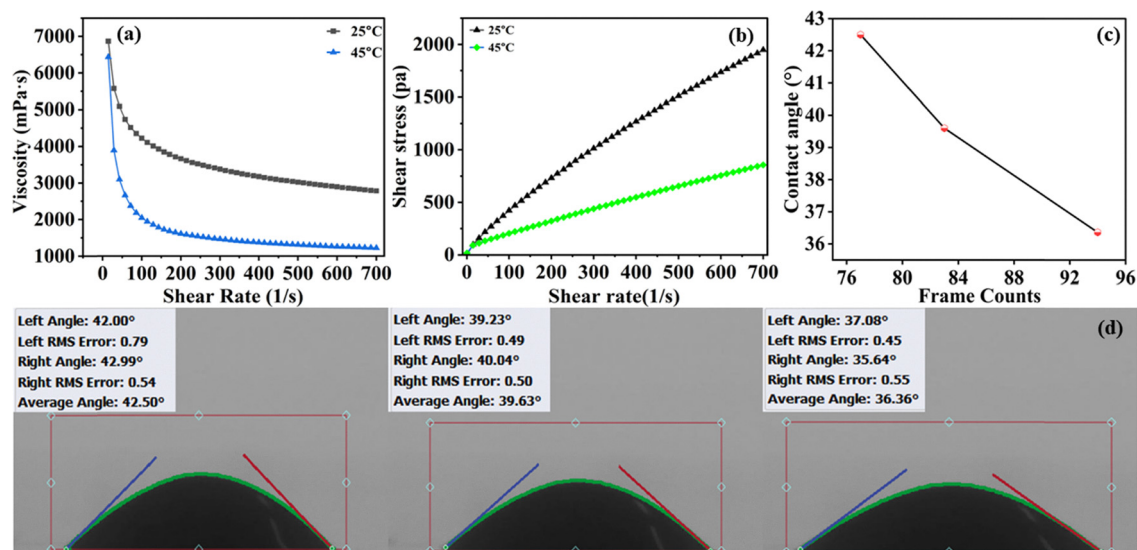 (a)
25°C
45°C
7000
6000
5000
4000
3000
2000
1000
Viscosity (mPa·s)
0 100 200 300 400 500 600 700
Shear Rate (1/s)
(b)
25°C
45°C
2000
1500
1000
500
0
Shear stress (pa)
0 100 200 300 400 500 600 700
Shear rate(1/s)
(c)
43
42
41
40
39
38
37
36
Contact angle (°)
76 80 84 88 92 96
Frame Counts
(d)
Left Angle: 42.00°
Left RMS Error: 0.79
Right Angle: 42.99°
Right RMS Error: 0.54
Average Angle: 42.50°
Left Angle: 39.23°
Left RMS Error: 0.49
Right Angle: 40.04°
Right RMS Error: 0.50
Average Angle: 39.63°
Left Angle: 37.08°
Left RMS Error: 0.45
Right Angle: 35.64°
Right RMS Error: 0.55
Average Angle: 36.36°